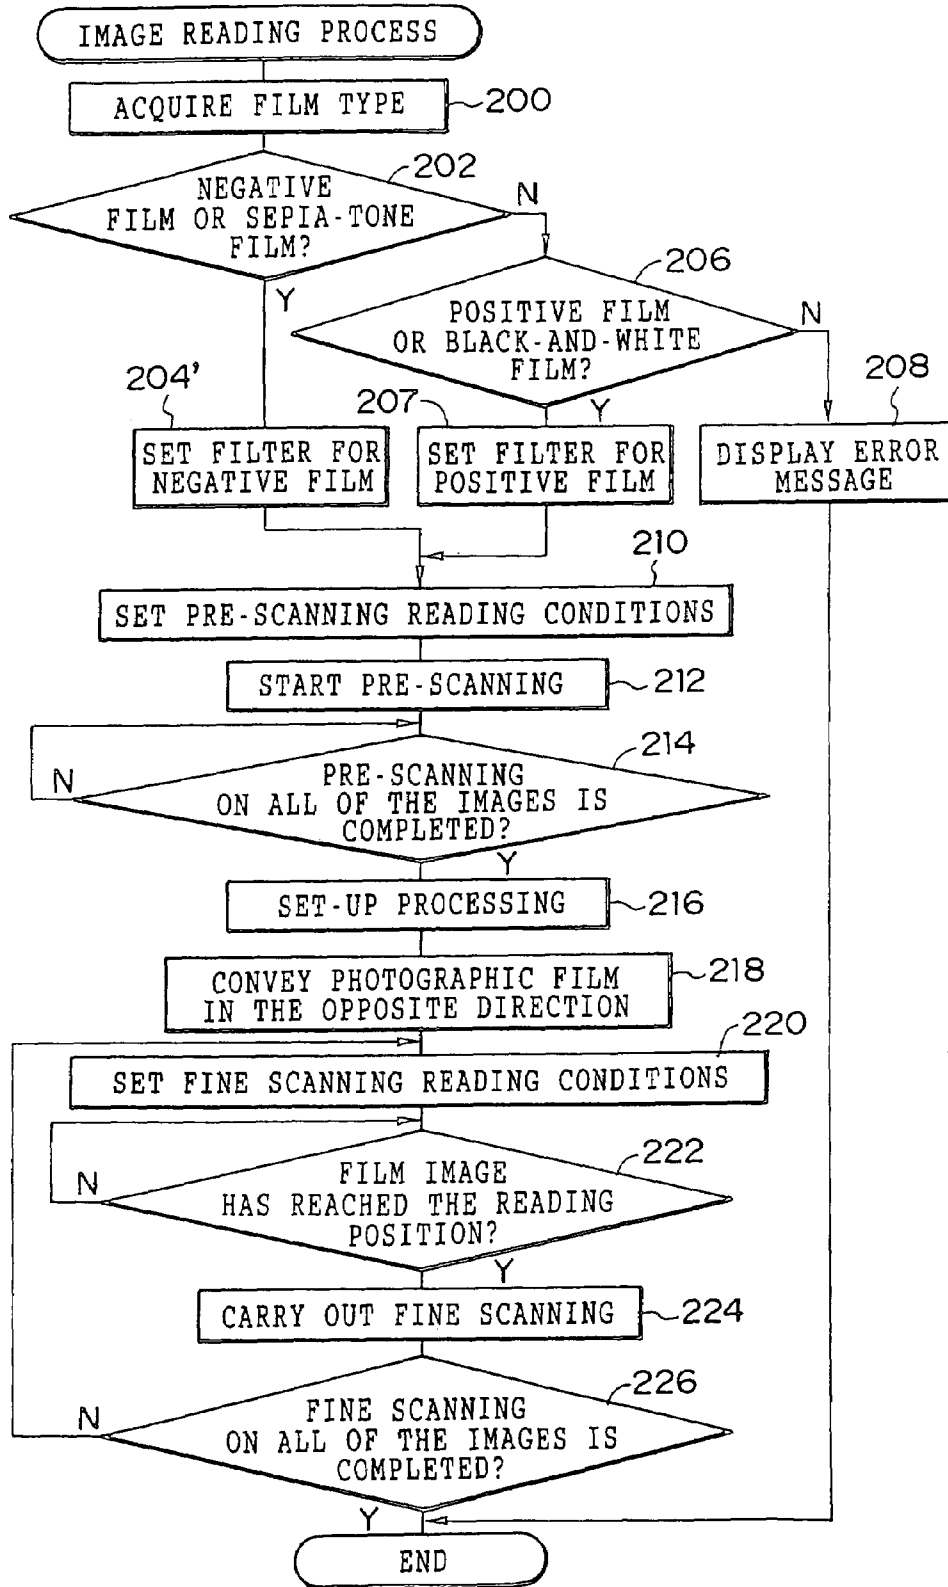 IMAGE READING PROCESS
ACQUIRE FILM TYPE
200
202
NEGATIVE
FILM OR SEPIA-TONE
FILM?
N
Y
206
POSITIVE FILM
OR BLACK-AND-WHITE
FILM?
N
Y
204'
SET FILTER FOR
NEGATIVE FILM
207
SET FILTER FOR
POSITIVE FILM
208
DISPLAY ERROR
MESSAGE
210
SET PRE-SCANNING READING CONDITIONS
START PRE-SCANNING
212
214
PRE-SCANNING
ON ALL OF THE IMAGES IS
COMPLETED?
N
Y
SET-UP PROCESSING
216
CONVEY PHOTOGRAPHIC FILM
IN THE OPPOSITE DIRECTION
218
220
SET FINE SCANNING READING CONDITIONS
222
FILM IMAGE
HAS REACHED THE READING
POSITION?
N
Y
CARRY OUT FINE SCANNING
224
226
FINE SCANNING
ON ALL OF THE IMAGES IS
COMPLETED?
N
Y
END